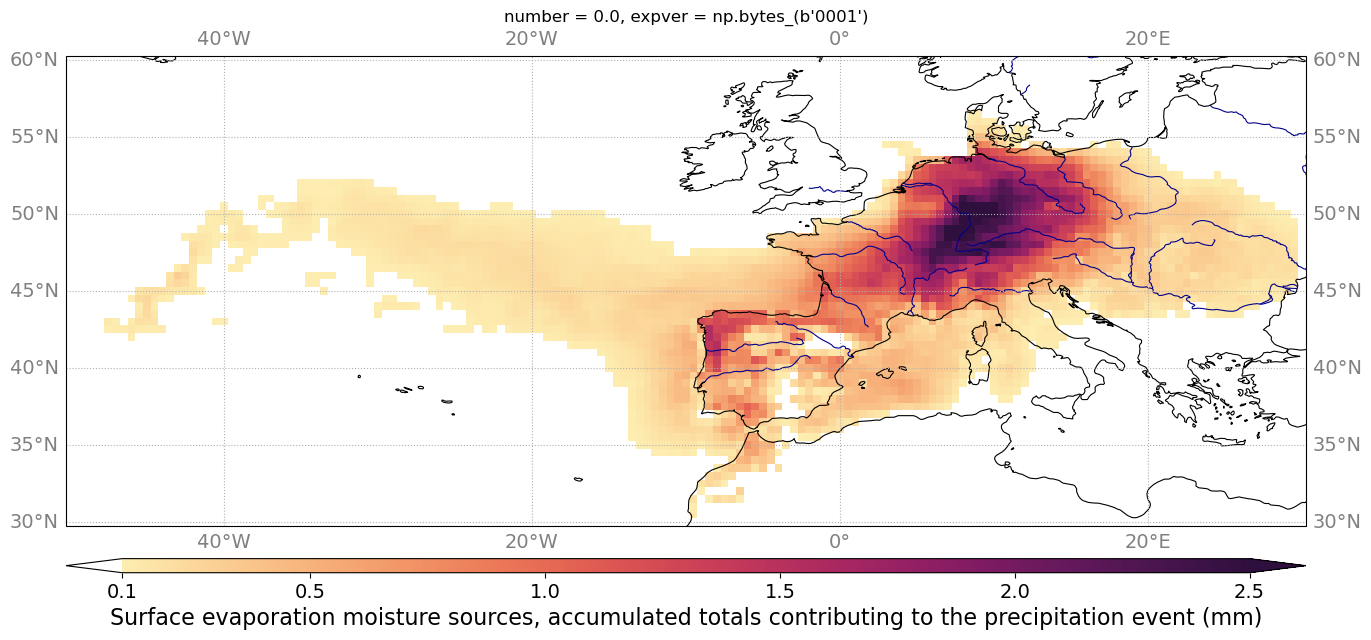 number = 0.0, expver = np.bytes_(b'0001')
40°W 20°W 0° 20°E
60°N 60°N
55°N 55°N
50°N 50°N
45°N 45°N
40°N 40°N
35°N 35°N
30°N 30°N
40°W 20°W 0° 20°E
0.1 0.5 1.0 1.5 2.0 2.5
Surface evaporation moisture sources, accumulated totals contributing to the precipitation event (mm)